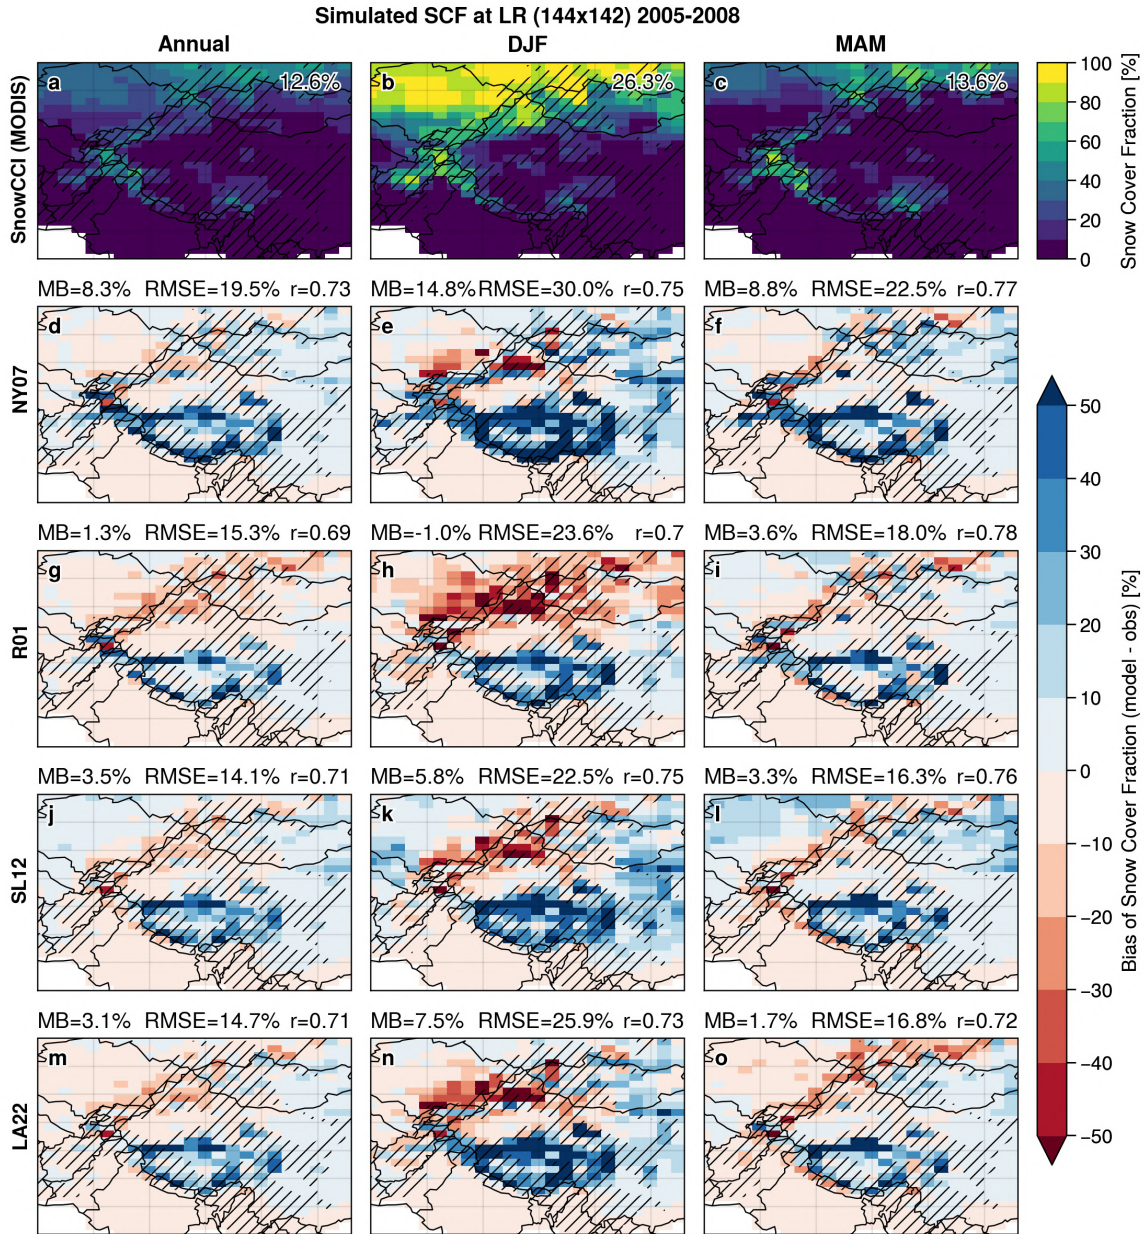 Simulated SCF at LR (144x142) 2005-2008
Annual DJF MAM
SnowCCI (MODIS)
a 12.6% b 26.3% c 13.6%
100
80
60
40
20
0
Snow Cover Fraction [%]
MB=8.3% RMSE=19.5% r=0.73 MB=14.8% RMSE=30.0% r=0.75 MB=8.8% RMSE=22.5% r=0.77
NY07
d e f
MB=1.3% RMSE=15.3% r=0.69 MB=-1.0% RMSE=23.6% r=0.7 MB=3.6% RMSE=18.0% r=0.78
R01
g h i
MB=3.5% RMSE=14.1% r=0.71 MB=5.8% RMSE=22.5% r=0.75 MB=3.3% RMSE=16.3% r=0.76
SL12
j k l
MB=3.1% RMSE=14.7% r=0.71 MB=7.5% RMSE=25.9% r=0.73 MB=1.7% RMSE=16.8% r=0.72
LA22
m n o
50
40
30
20
10
0
−10
−20
−30
−40
−50
Bias of Snow Cover Fraction (model - obs) [%]